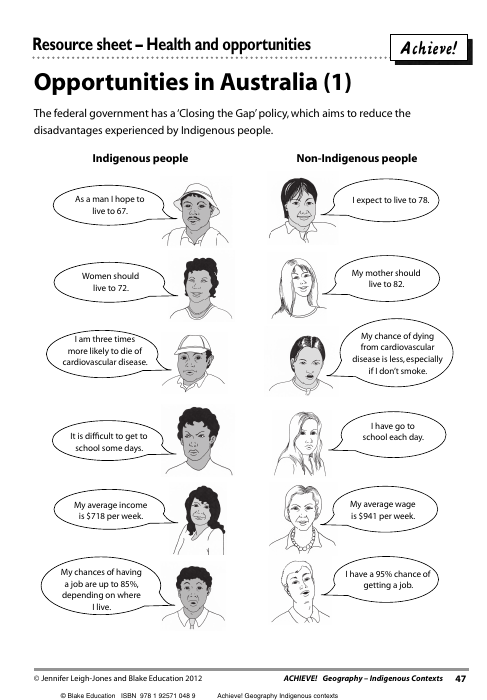 Resource sheet – Health and opportunities
Achieve!
Opportunities in Australia (1)
The federal government has a ‘Closing the Gap’ policy, which aims to reduce the
disadvantages experienced by Indigenous people.
Indigenous people
Non-Indigenous people
As a man I hope to
live to 67.
I expect to live to 78.
Women should
live to 72.
My mother should
live to 82.
I am three times
more likely to die of
cardiovascular disease.
My chance of dying
from cardiovascular
disease is less, especially
if I don’t smoke.
It is difficult to get to
school some days.
I have go to
school each day.
My average income
is $718 per week.
My average wage
is $941 per week.
My chances of having
a job are up to 85%,
depending on where
I live.
I have a 95% chance of
getting a job.
© Jennifer Leigh-Jones and Blake Education 2012
ACHIEVE! Geography – Indigenous Contexts 47
© Blake Education ISBN 978 1 92571 048 9 Achieve! Geography Indigenous contexts